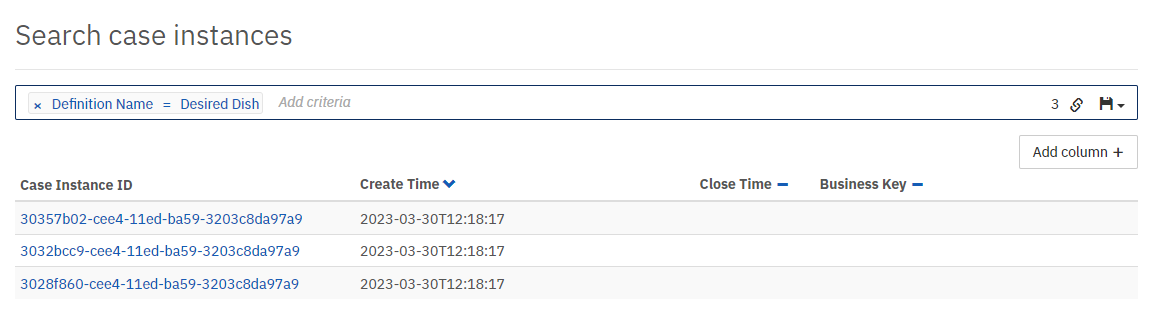 Search case instances
× Definition Name = Desired Dish Add criteria 3
Add column +
Case Instance ID Create Time Close Time Business Key
30357b02-cee4-11ed-ba59-3203c8da97a9 2023-03-30T12:18:17
3032bcc9-cee4-11ed-ba59-3203c8da97a9 2023-03-30T12:18:17
3028f860-cee4-11ed-ba59-3203c8da97a9 2023-03-30T12:18:17